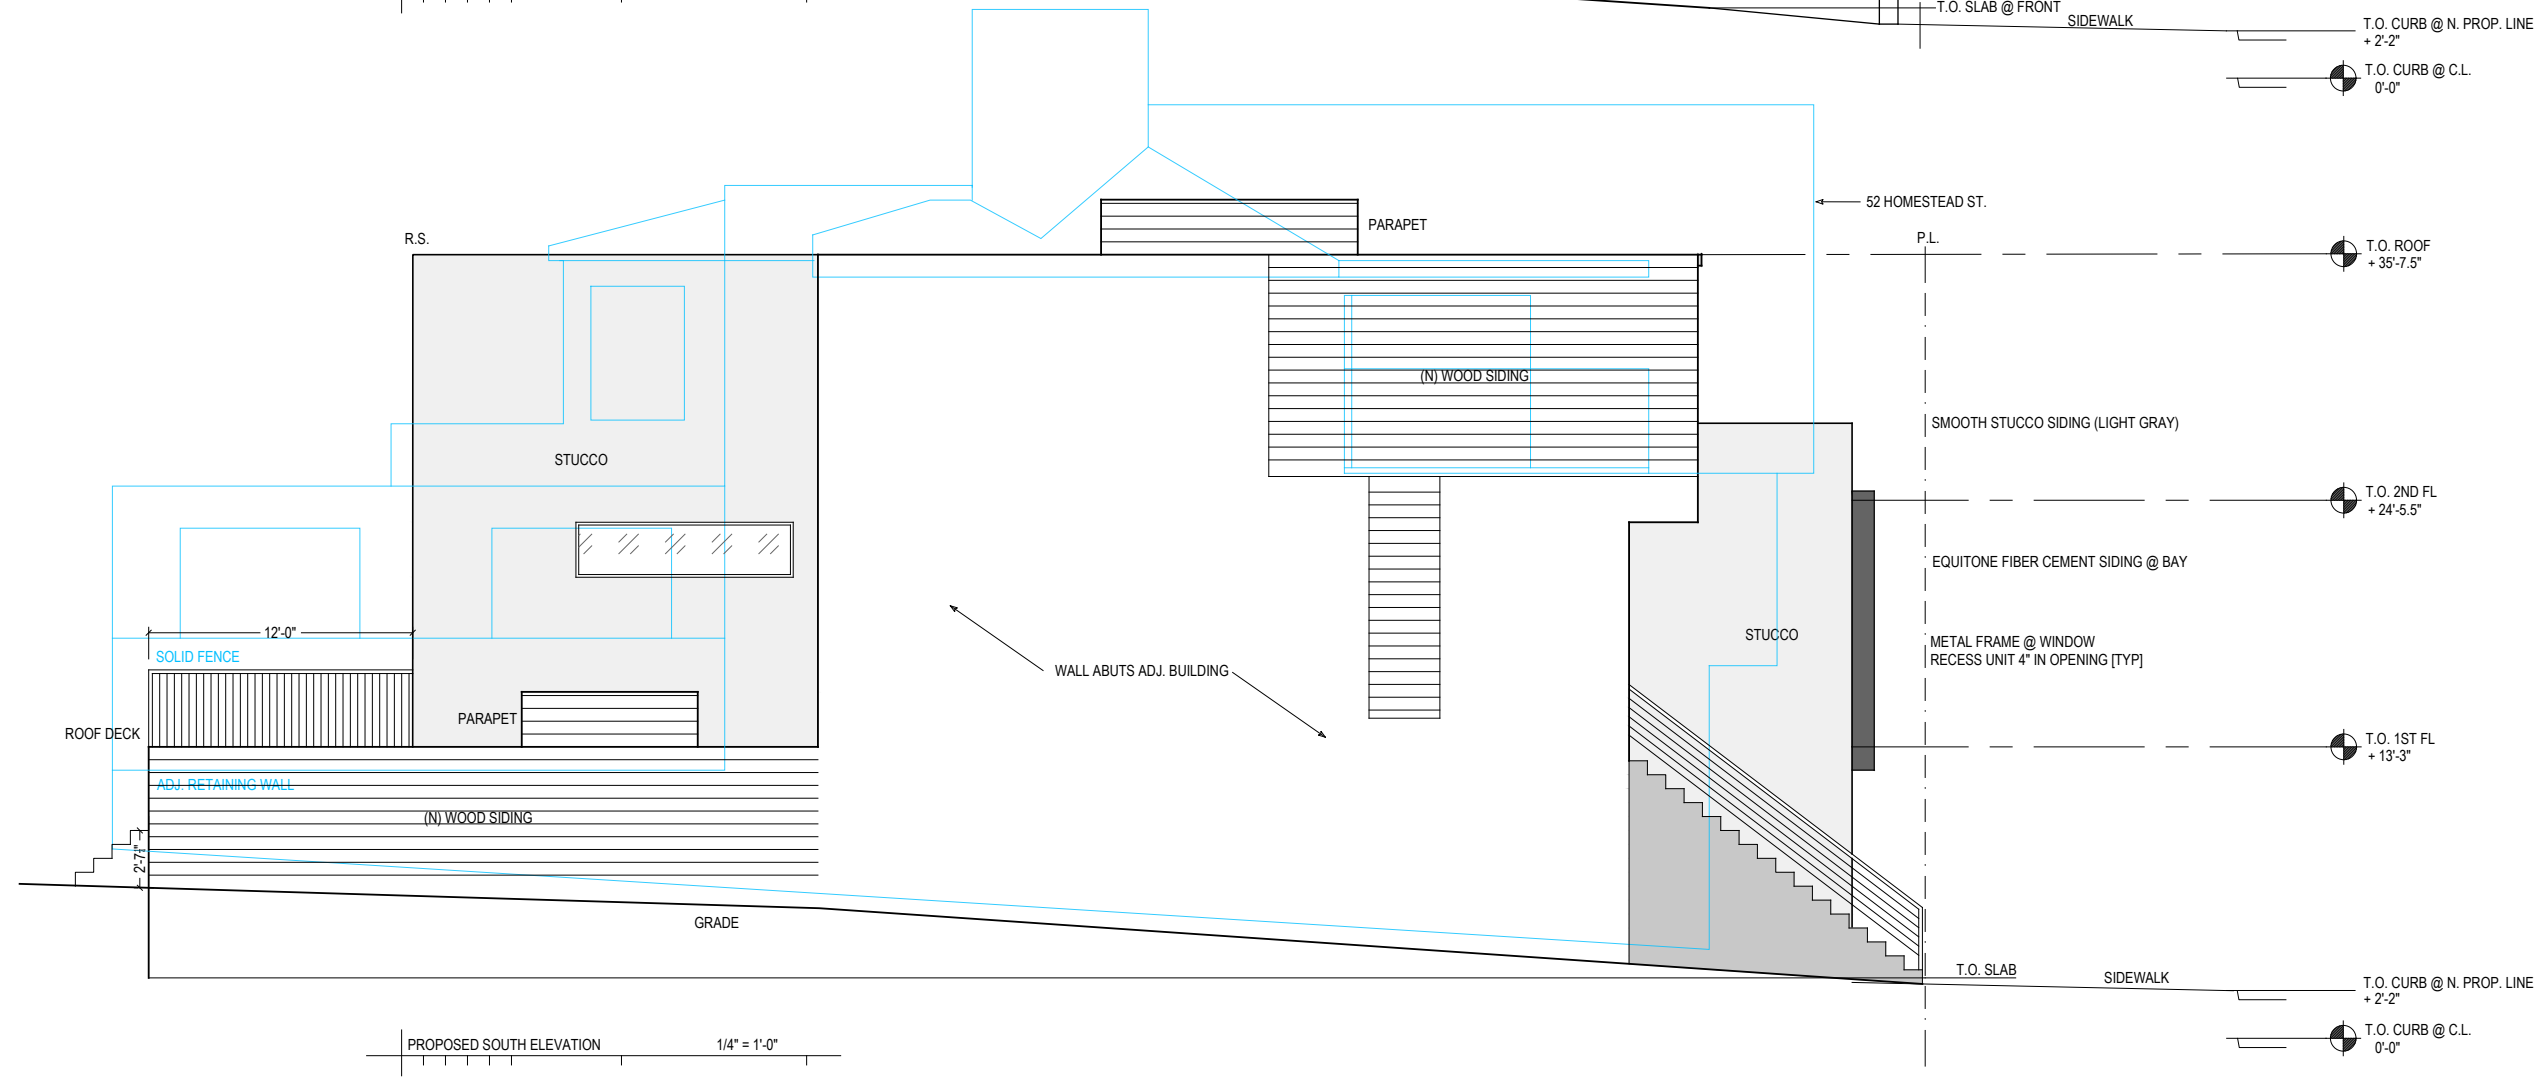 T.O. SLAB @ FRONT
SIDEWALK
T.O. CURB @ N. PROP. LINE
+ 2'-2"
T.O. CURB @ C.L.
0'-0"
52 HOMESTEAD ST.
PARAPET
R.S.
P.L.
T.O. ROOF
+ 35'-7.5"
(N) WOOD SIDING
SMOOTH STUCCO SIDING (LIGHT GRAY)
STUCCO
T.O. 2ND FL
+ 24'-5.5"
EQUITONE FIBER CEMENT SIDING @ BAY
12'-0"
STUCCO
METAL FRAME @ WINDOW
RECESS UNIT 4" IN OPENING [TYP]
SOLID FENCE
WALL ABUTS ADJ. BUILDING
PARAPET
ROOF DECK
T.O. 1ST FL
+ 13'-3"
ADJ. RETAINING WALL
(N) WOOD SIDING
2'-7"
GRADE
T.O. SLAB
SIDEWALK
T.O. CURB @ N. PROP. LINE
+ 2'-2"
T.O. CURB @ C.L.
0'-0"
PROPOSED SOUTH ELEVATION 1/4" = 1'-0"